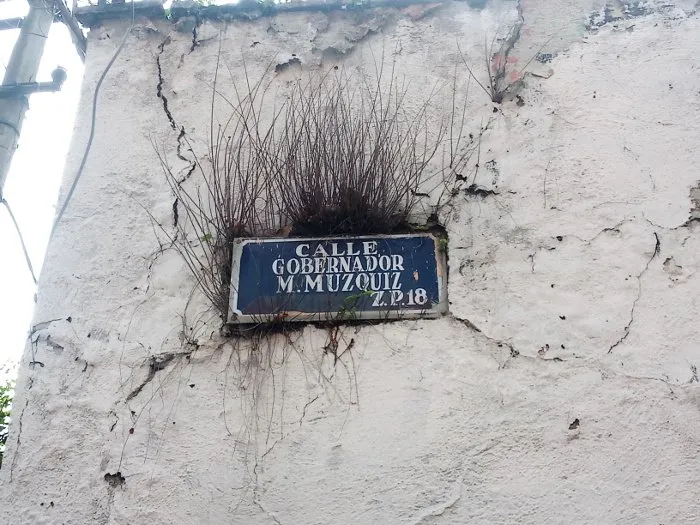 CALLE
GOBERNADOR
M. MUZQUIZ
Z.P.18